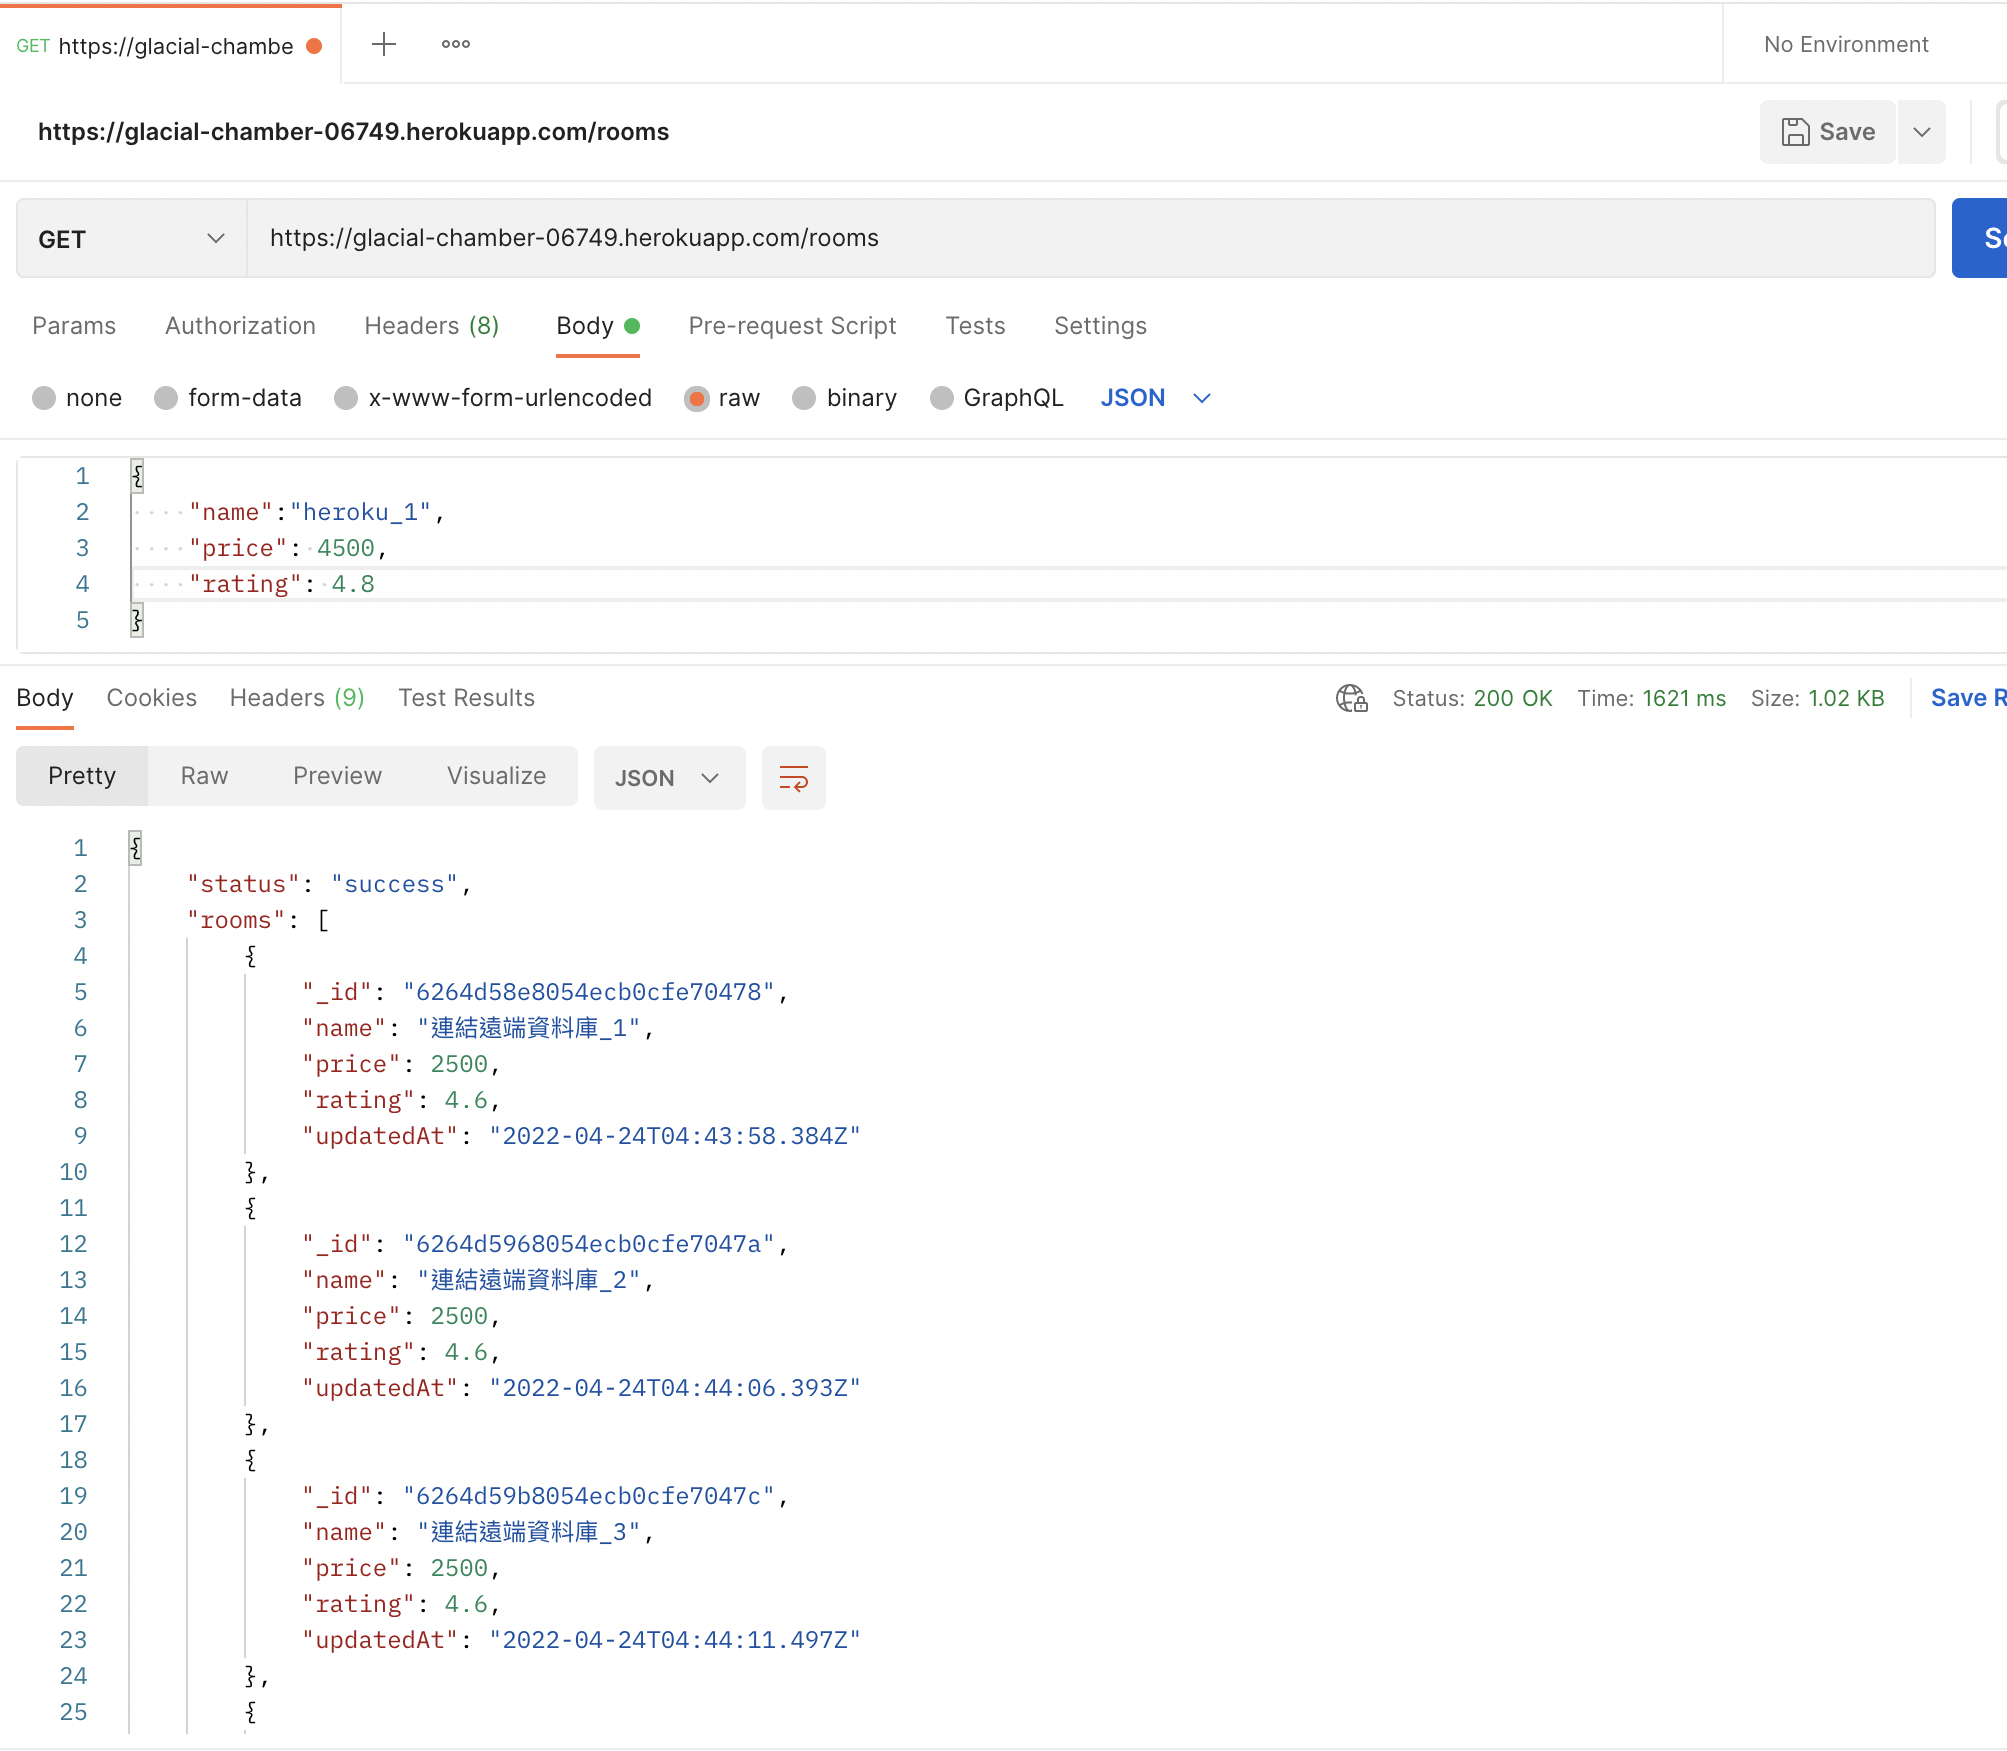 GET https://glacial-chambe
No Environment
https://glacial-chamber-06749.herokuapp.com/rooms
Save
GET https://glacial-chamber-06749.herokuapp.com/rooms
Params Authorization Headers (8) Body Pre-request Script Tests Settings
none form-data x-www-form-urlencoded raw binary GraphQL JSON
1 {
2 "name":"heroku_1",
3 "price": 4500,
4 "rating": 4.8
5 }
Body Cookies Headers (9) Test Results Status: 200 OK Time: 1621 ms Size: 1.02 KB Save R
Pretty Raw Preview Visualize JSON
1 {
2 "status": "success",
3 "rooms": [
4 {
5 "_id": "6264d58e8054ecb0cfe70478",
6 "name": "連結遠端資料庫_1",
7 "price": 2500,
8 "rating": 4.6,
9 "updatedAt": "2022-04-24T04:43:58.384Z"
10 },
11 {
12 "_id": "6264d5968054ecb0cfe7047a",
13 "name": "連結遠端資料庫_2",
14 "price": 2500,
15 "rating": 4.6,
16 "updatedAt": "2022-04-24T04:44:06.393Z"
17 },
18 {
19 "_id": "6264d59b8054ecb0cfe7047c",
20 "name": "連結遠端資料庫_3",
21 "price": 2500,
22 "rating": 4.6,
23 "updatedAt": "2022-04-24T04:44:11.497Z"
24 },
25 {